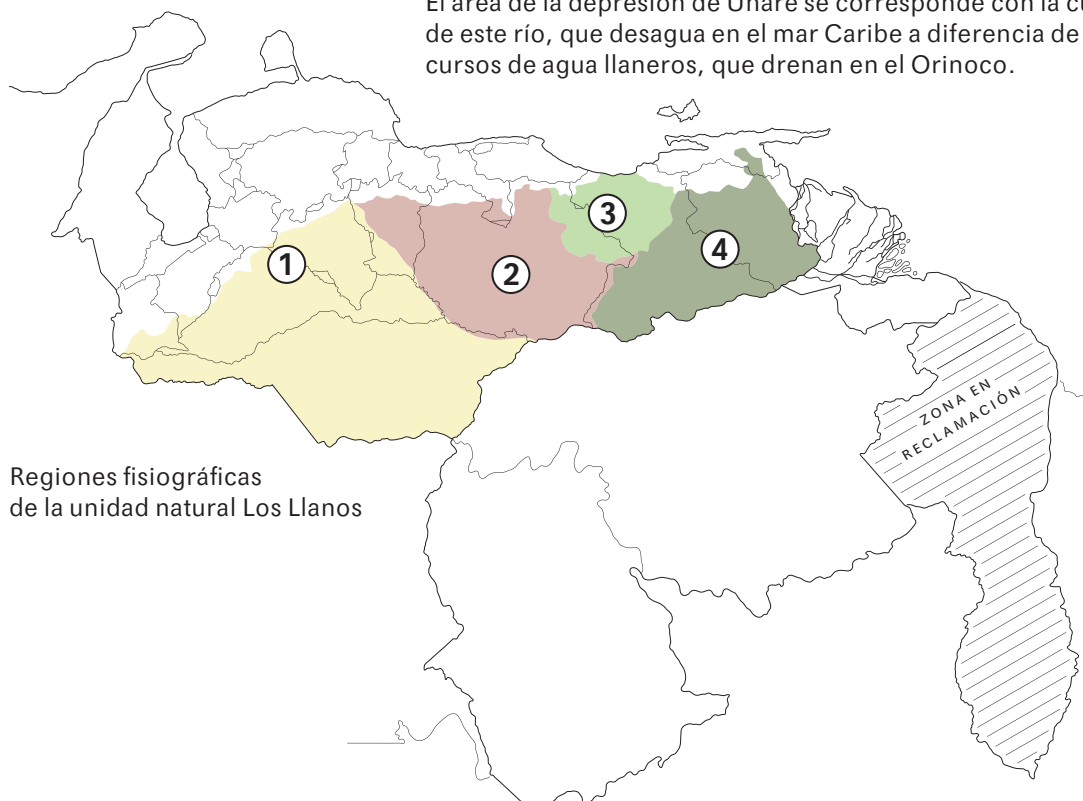 El área de la depresión de Unare se corresponde con la
de este río, que desagua en el mar Caribe a diferencia de
cursos de agua llaneros, que drenan en el Orinoco.
3
1
4
2
ZONA EN
RECLAMACIÓN
Regiones fisiográficas
de la unidad natural Los Llanos